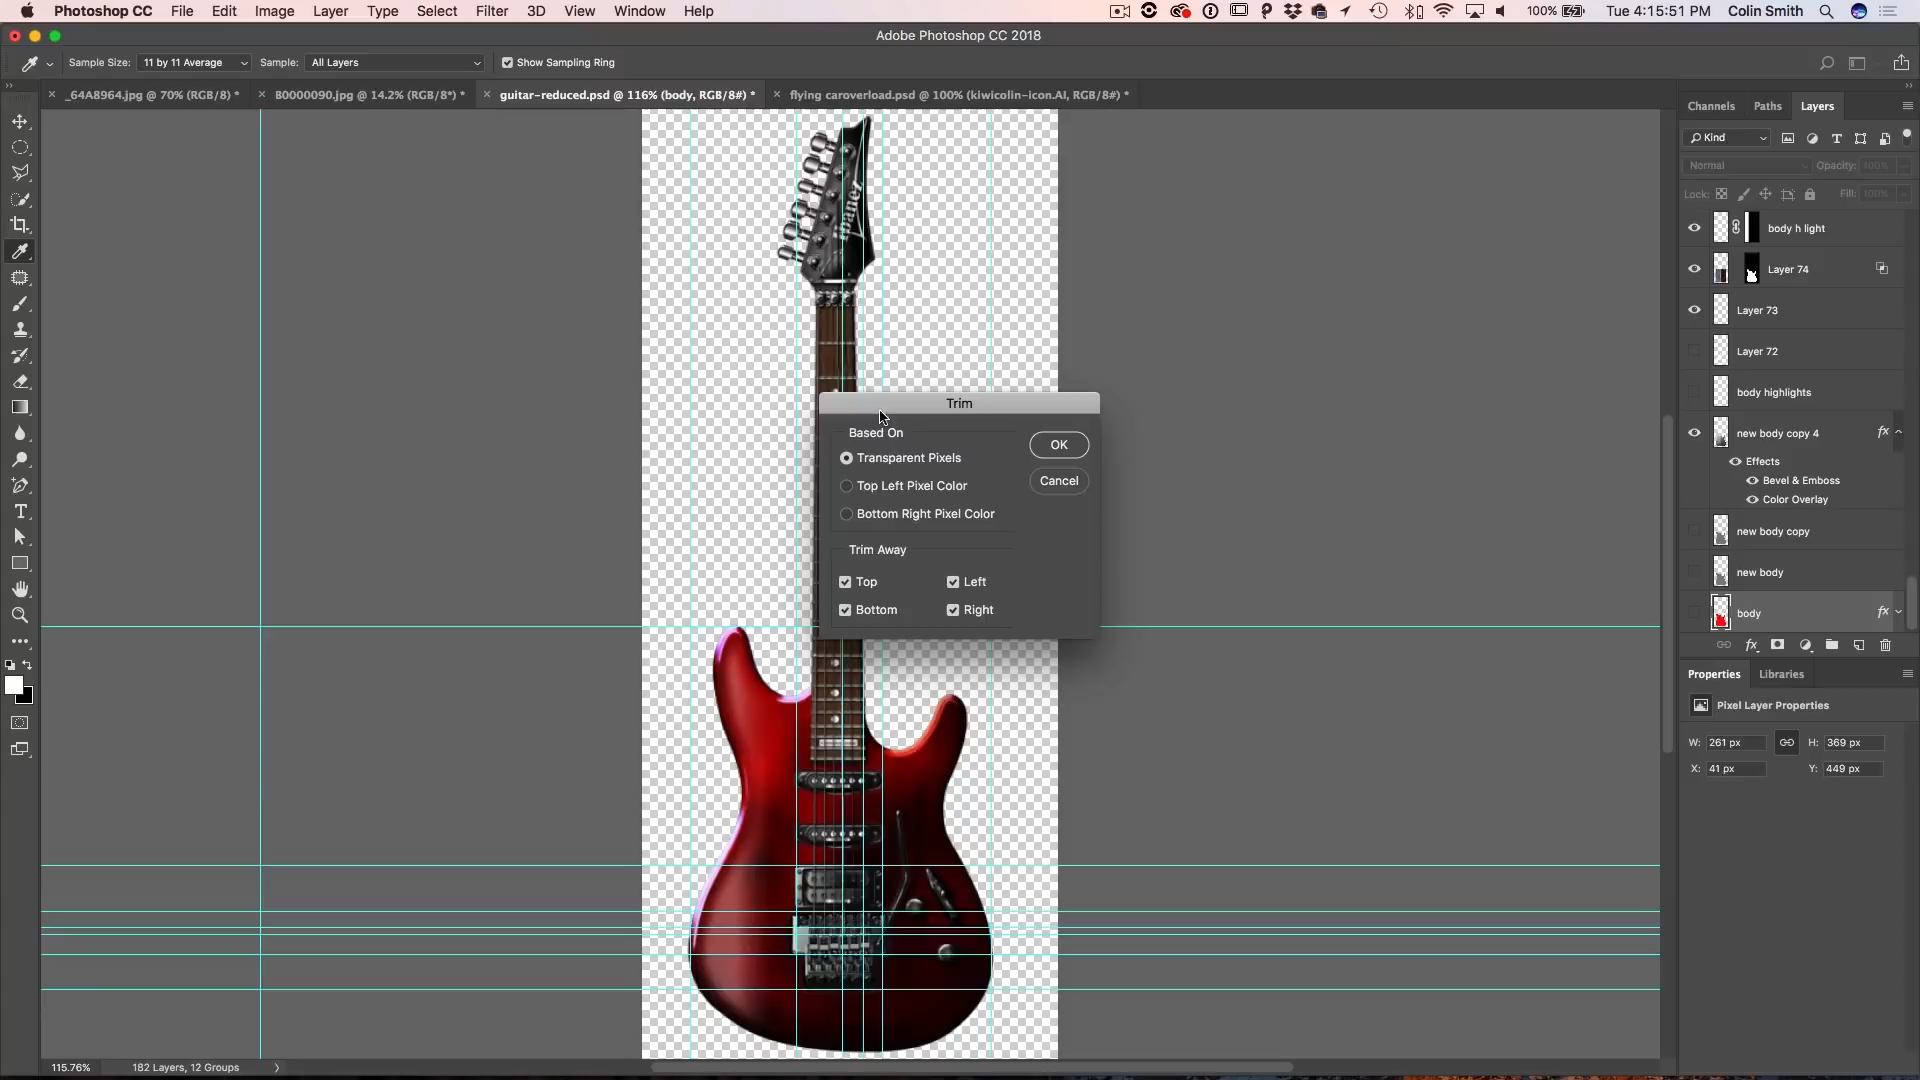 Photoshop CC File Edit Image Layer Type Select Filter 3D View Window Help 100% Tue 4:15:51 PM Colin Smith
Adobe Photoshop CC 2018
Sample Size: 11 by 11 Average Sample: All Layers Show Sampling Ring
_64A8964.jpg @ 70% (RGB/8) * B0000090.jpg @ 14.2% (RGB/8*) * guitar-reduced.psd @ 116% (body, RGB/8#) * flying caroverload.psd @ 100% (kiwicolin-icon.AI, RGB/8#) *
Channels Paths Layers
Kind
Normal Opacity: 100%
Lock: Fill: 100%
body h light
Layer 74
Layer 73
Layer 72
body highlights
new body copy 4 fx
Effects
Bevel & Emboss
Color Overlay
new body copy
new body
body fx
fx
Properties Libraries
Pixel Layer Properties
W: 261 px H: 369 px
X: 41 px Y: 449 px
Ibanez
Trim
Based On
OK
Transparent Pixels
Cancel
Top Left Pixel Color
Bottom Right Pixel Color
Trim Away
Top Left
Bottom Right
115.76% 182 Layers, 12 Groups